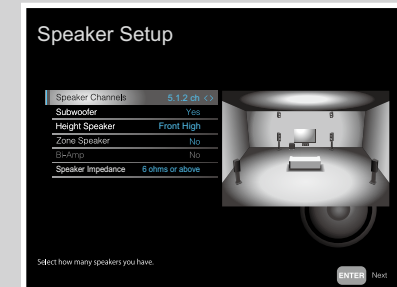 Speaker Setup
Speaker Channels 5.1.2 ch <>
Subwoofer Yes
Height Speaker Front High
Zone Speaker No
Bi-Amp No
Speaker Impedance 6 ohms or above
Select how many speakers you have.
ENTER Next